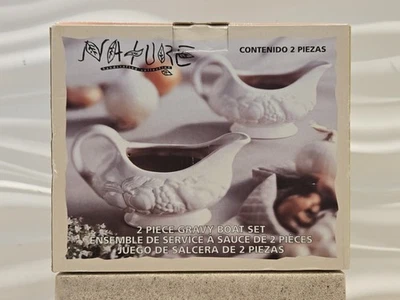 NATURE
CONTENIDO 2 PIEZAS
2 PIECE GRAVY BOAT SET
ENSEMBLE DE SERVICE A SAUCE DE 2 PIECES
JUEGO DE SALCERA DE 2 PIEZAS